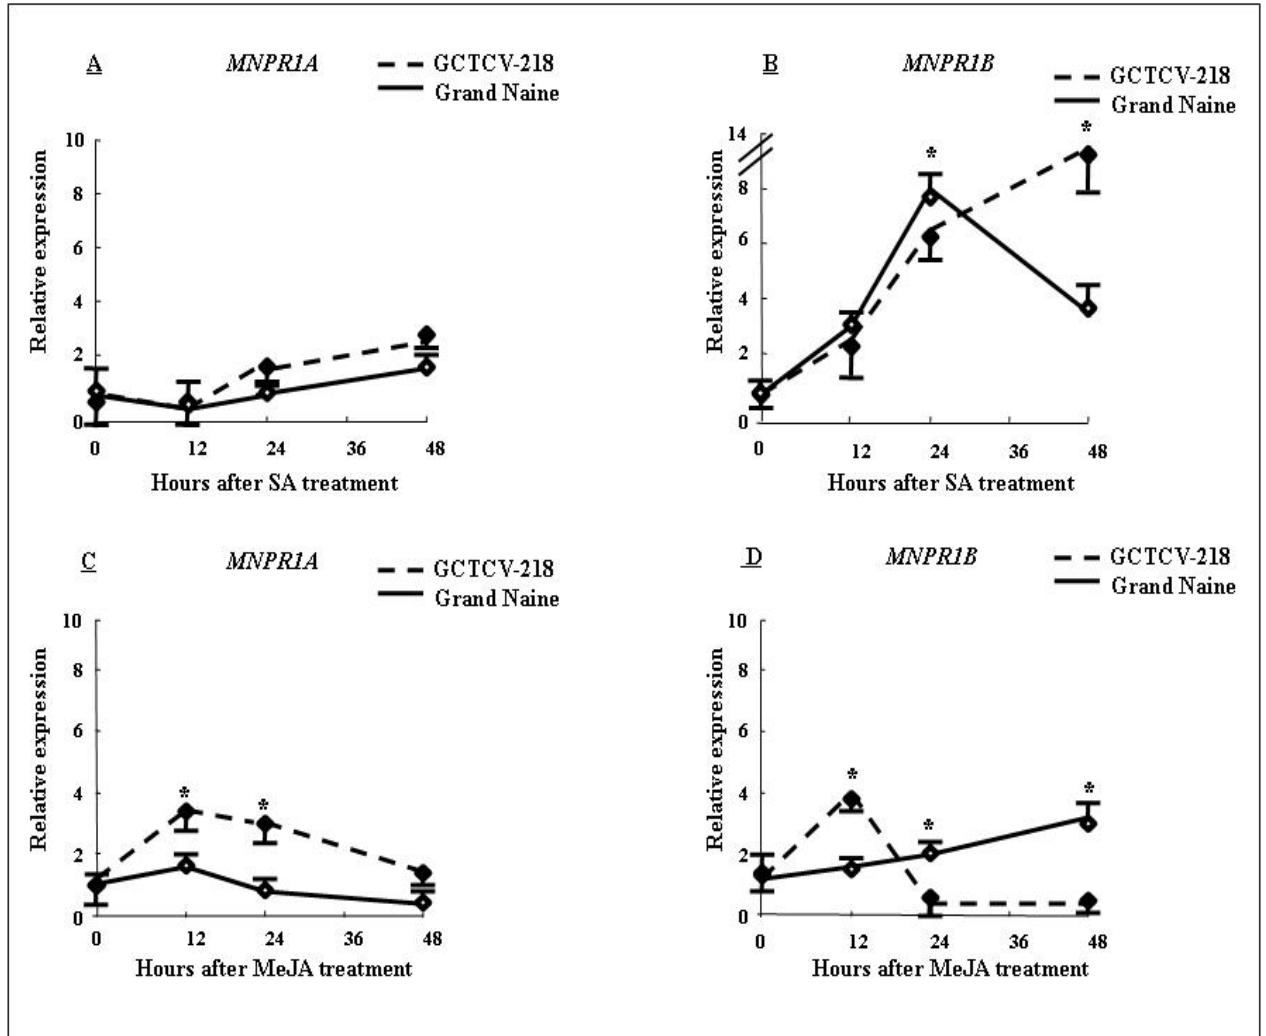 A MNPR1A GCTCV-218
Grand Naine
10
8
6
4
2
0
Relative expression
*
0 12 24 36 48
Hours after SA treatment
B MNPR1B GCTCV-218
Grand Naine
14
8
6
4
2
0
Relative expression
* *
0 12 24 36 48
Hours after SA treatment
C MNPR1A GCTCV-218
Grand Naine
10
8
6
4
2
0
Relative expression
* *
0 12 24 36 48
Hours after MeJA treatment
D MNPR1B GCTCV-218
Grand Naine
10
8
6
4
2
0
Relative expression
* * *
0 12 24 36 48
Hours after MeJA treatment